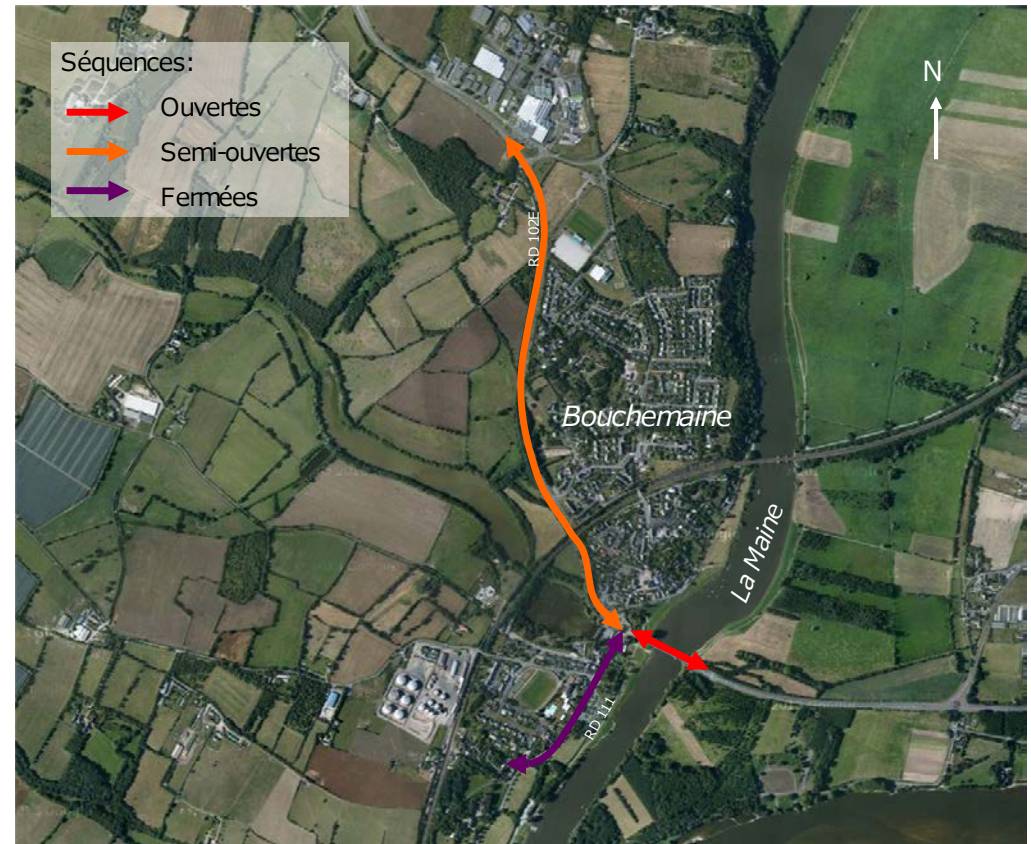 Séquences:
Ouvertes
Semi-ouvertes
Fermées
N
RD 102E
Bouchemaine
La Maine
RD 111